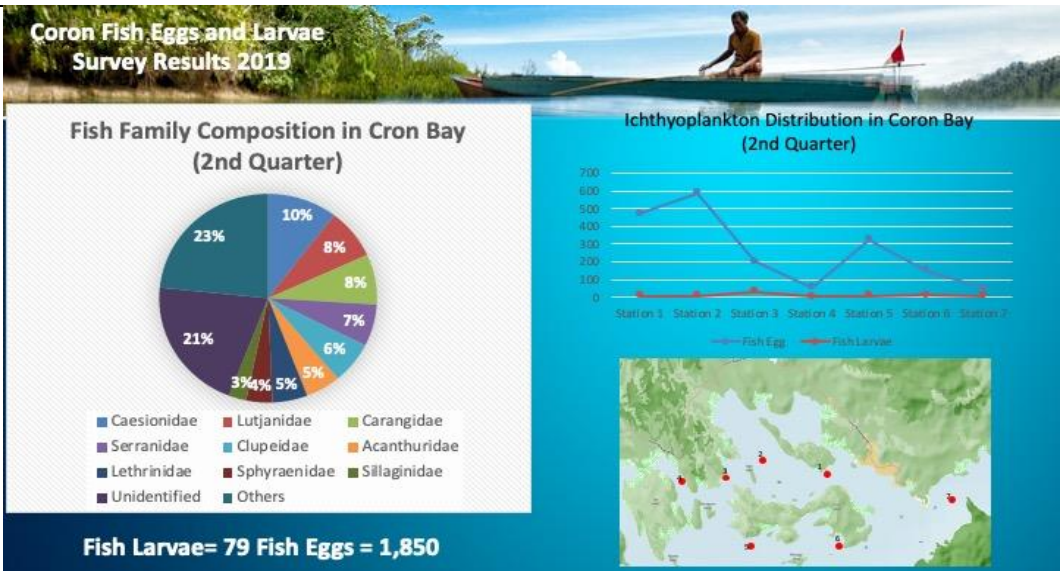 Coron Fish Eggs and Larvae
Survey Results 2019
Fish Family Composition in Cron Bay
(2nd Quarter)
10%
8%
8%
7%
6%
5%
5%
4%
3%
21%
23%
Caesionidae Lutjanidae Carangidae
Serranidae Clupeidae Acanthuridae
Lethrinidae Sphyraenidae Sillaginidae
Unidentified Others
Fish Larvae= 79 Fish Eggs = 1,850
Ichthyoplankton Distribution in Coron Bay
(2nd Quarter)
700
600
500
400
300
200
100
0
Station 1 Station 2 Station 3 Station 4 Station 5 Station 6 Station 7
Fish Egg Fish Larvae
2
1
3
4
7
5
6